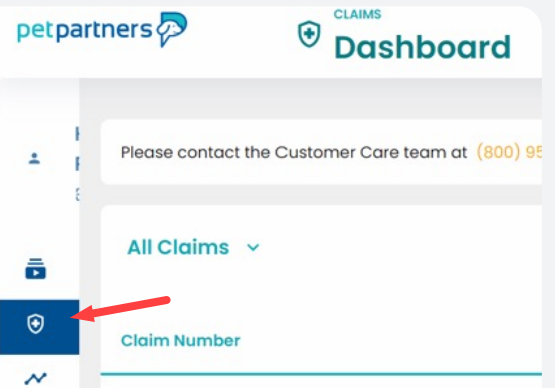 petpartners
CLAIMS
Dashboard
Please contact the Customer Care team at (800) 95
All Claims
Claim Number